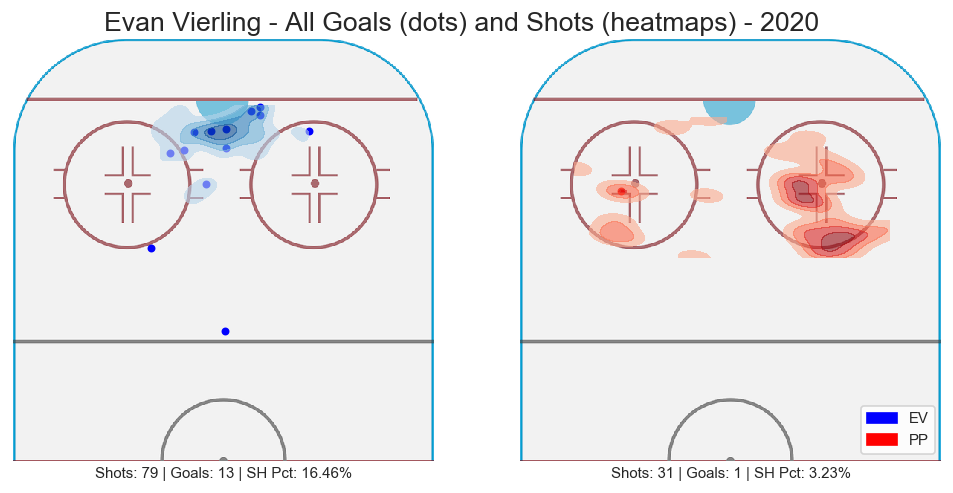 Evan Vierling - All Goals (dots) and Shots (heatmaps) - 2020
EV
PP
Shots: 79 | Goals: 13 | SH Pct: 16.46%
Shots: 31 | Goals: 1 | SH Pct: 3.23%